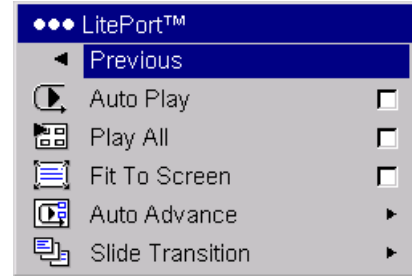 ●●● LitePort™
Previous
Auto Play
Play All
Fit To Screen
Auto Advance
Slide Transition